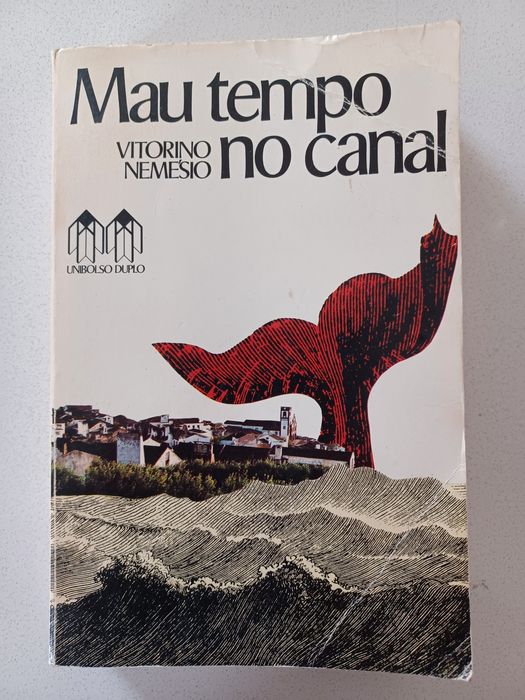 Mau tempo
no canal
VITORINO
NEMÉSIO
UNIBOLSO DUPLO